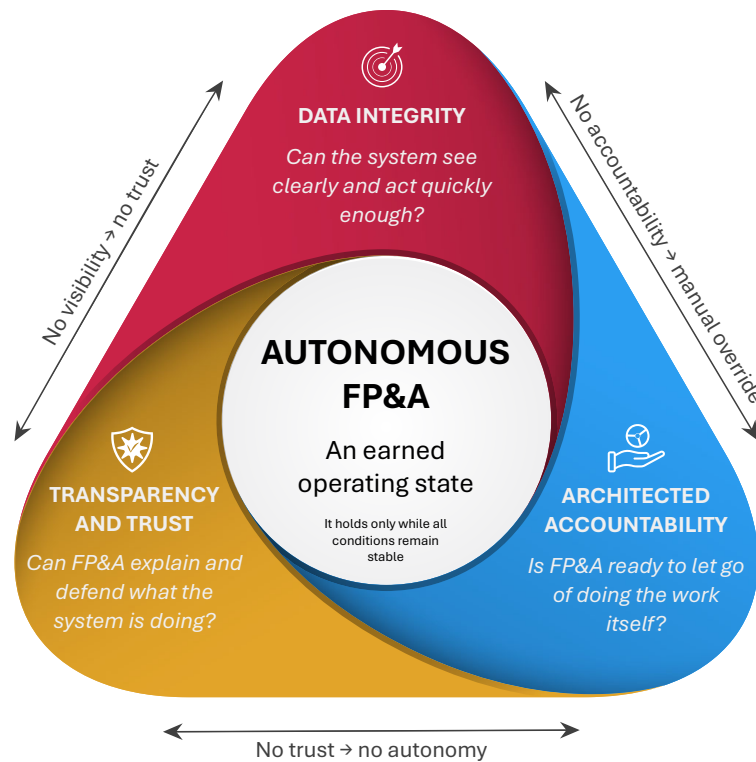 DATA INTEGRITY
Can the system see
clearly and act quickly
enough?
No visibility → no trust
No accountability → manual override
AUTONOMOUS
FP&A
An earned
operating state
It holds only while all
conditions remain
stable
TRANSPARENCY
AND TRUST
Can FP&A explain and
defend what the
system is doing?
ARCHITECTED
ACCOUNTABILITY
Is FP&A ready to let go
of doing the work
itself?
No trust → no autonomy